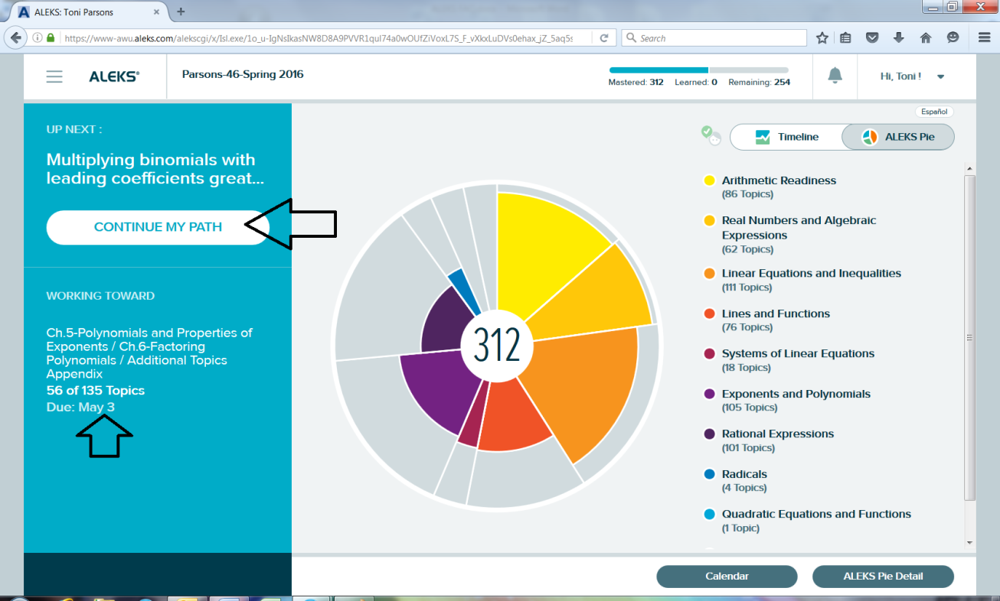 ALEKS: Toni Parsons
https://www-awu.aleks.com/alekscgi/x/Isl.exe/1o_u-IgNsIkasNW8D8A9PVVR1qul74a0wOUfZiVoxL7S_F_vXkxLuDVs0ehax_jZ_5aq5s
Search
ALEKS®
Parsons-46-Spring 2016
Mastered: 312 Learned: 0 Remaining: 254
Hi, Toni !
UP NEXT :
Multiplying binomials with
leading coefficients great...
CONTINUE MY PATH
WORKING TOWARD
Ch.5-Polynomials and Properties of
Exponents / Ch.6-Factoring
Polynomials / Additional Topics
Appendix
56 of 135 Topics
Due: May 3
312
Español
Timeline
ALEKS Pie
Arithmetic Readiness
(86 Topics)
Real Numbers and Algebraic
Expressions
(62 Topics)
Linear Equations and Inequalities
(111 Topics)
Lines and Functions
(76 Topics)
Systems of Linear Equations
(18 Topics)
Exponents and Polynomials
(105 Topics)
Rational Expressions
(101 Topics)
Radicals
(4 Topics)
Quadratic Equations and Functions
(1 Topic)
Calendar
ALEKS Pie Detail